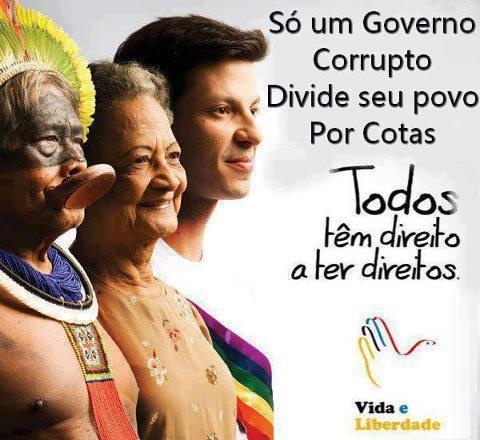 Só um Governo
Corrupto
Divide seu povo
Por Cotas
Todos
têm direito
a ter direitos.
Vida e
Liberdade